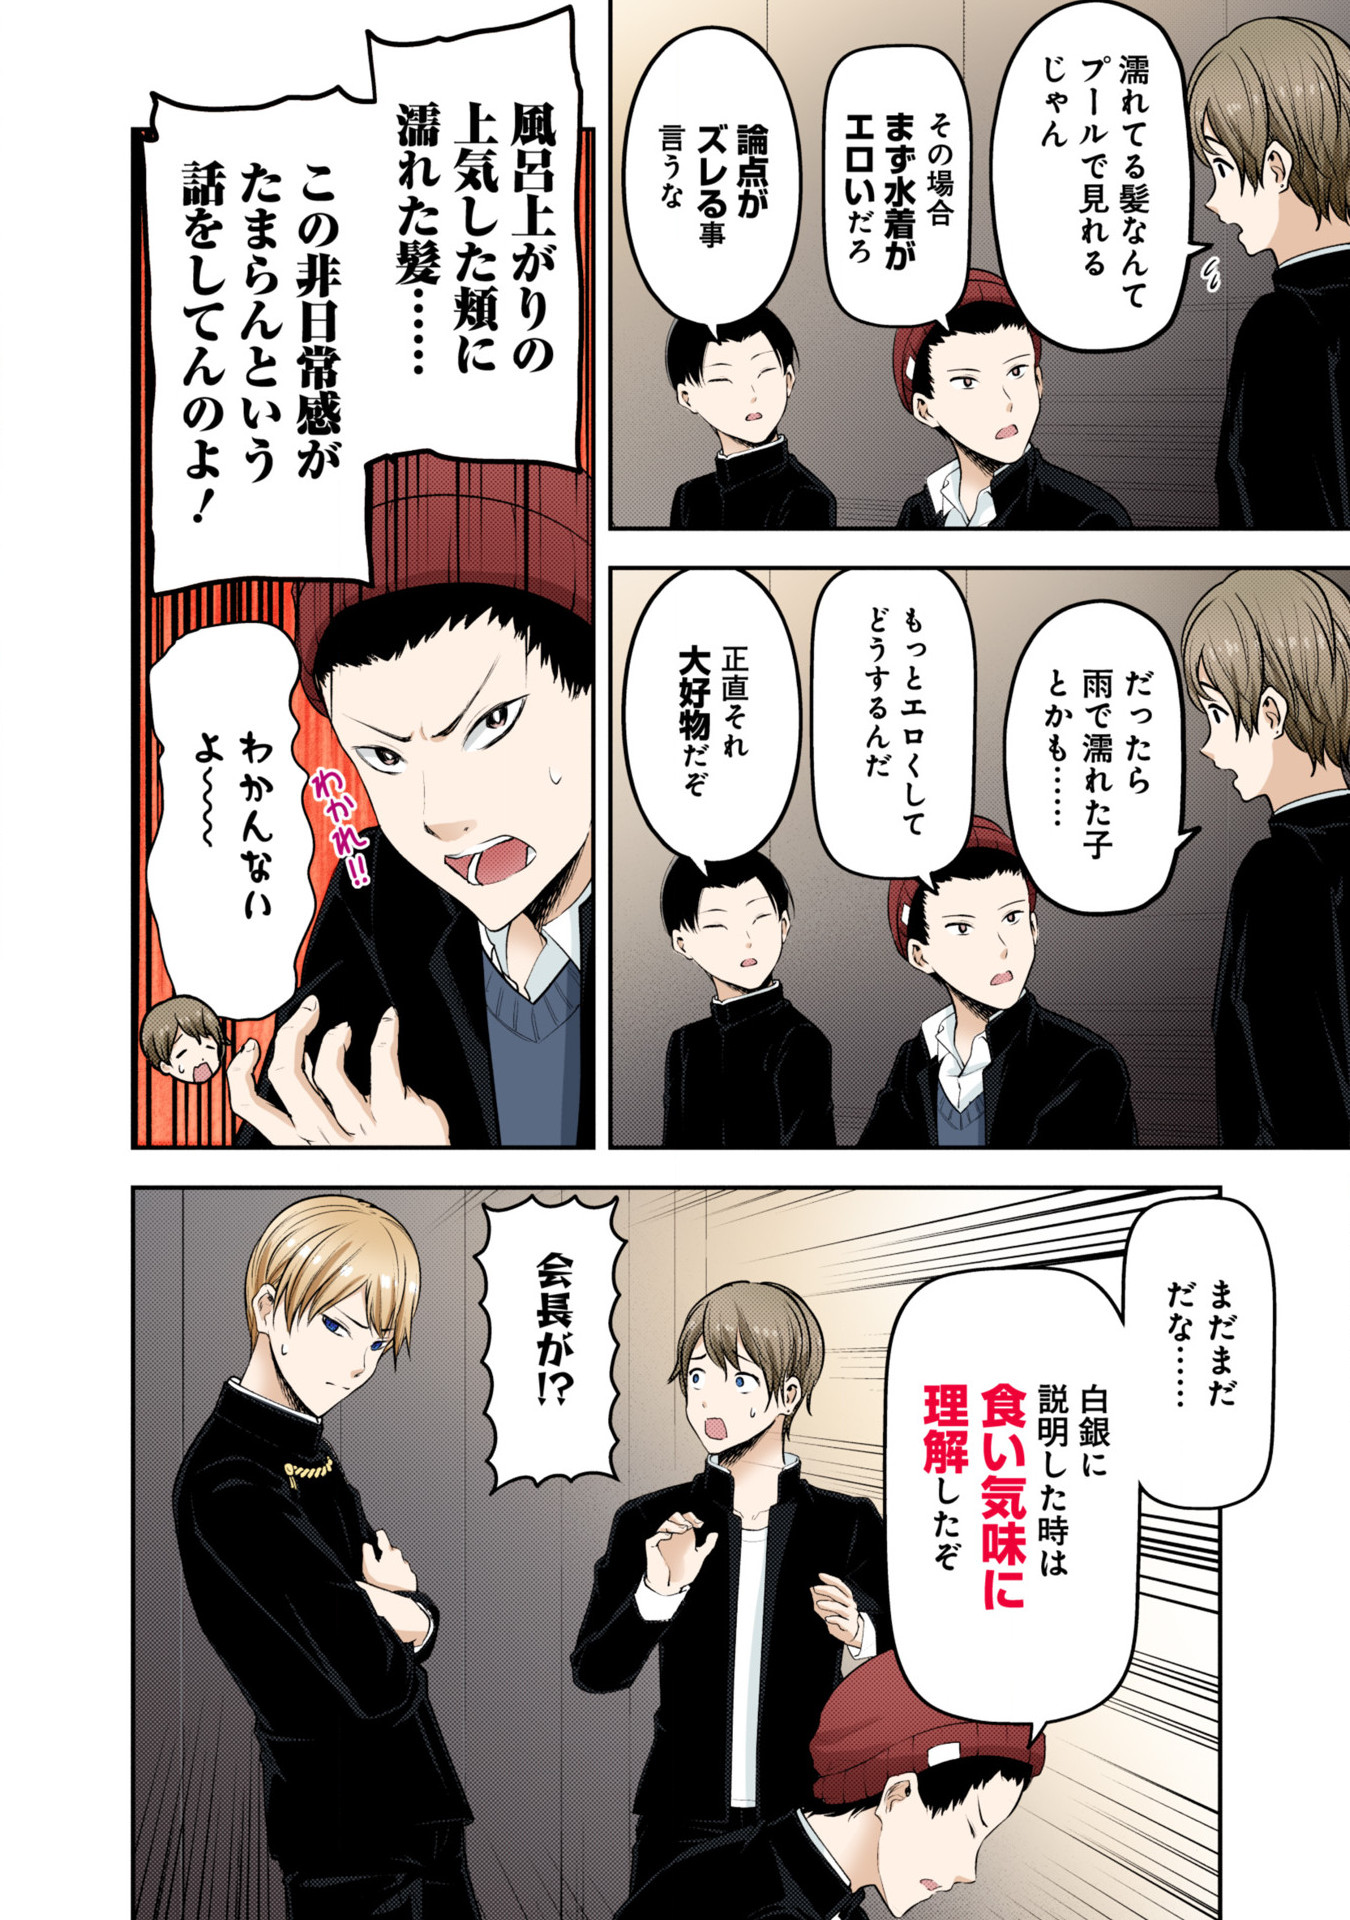 濡れてる髪なんて
プールで見れる
じゃん
その場合
まず水着が
エロいだろ
論点が
ズレる事
言うな
だったら
雨で濡れた子
とかも……
もっとエロくして
どうするんだ
正直それ
大好物だぞ
風呂上がりの
上気した頬に
濡れた髪……
この非日常感が
たまらんという
話をしてんのよ！
わかれ!!
わかんない
よ〜〜〜
まだまだ
だな……
白銀に
説明した時は
食い気味に
理解したぞ
会長が!?